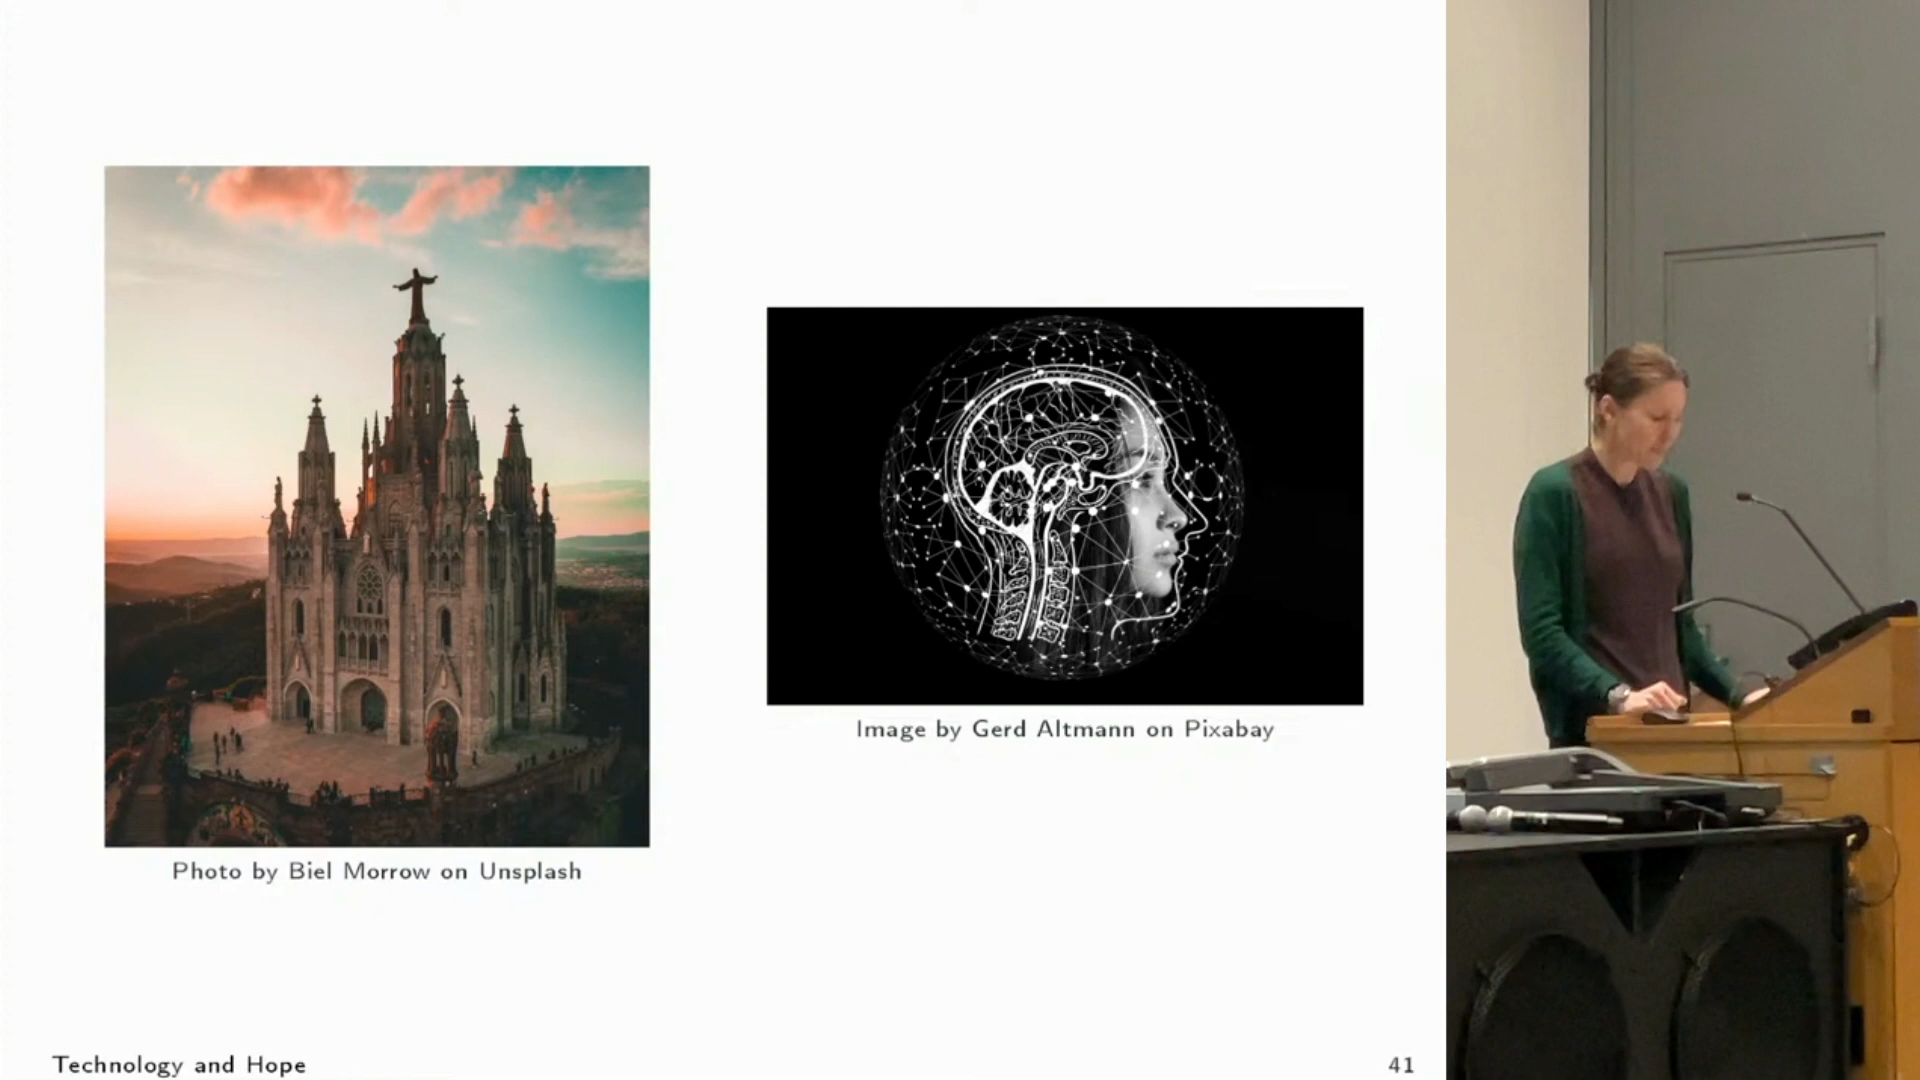 Photo by Biel Morrow on Unsplash
Image by Gerd Altmann on Pixabay
Technology and Hope
41